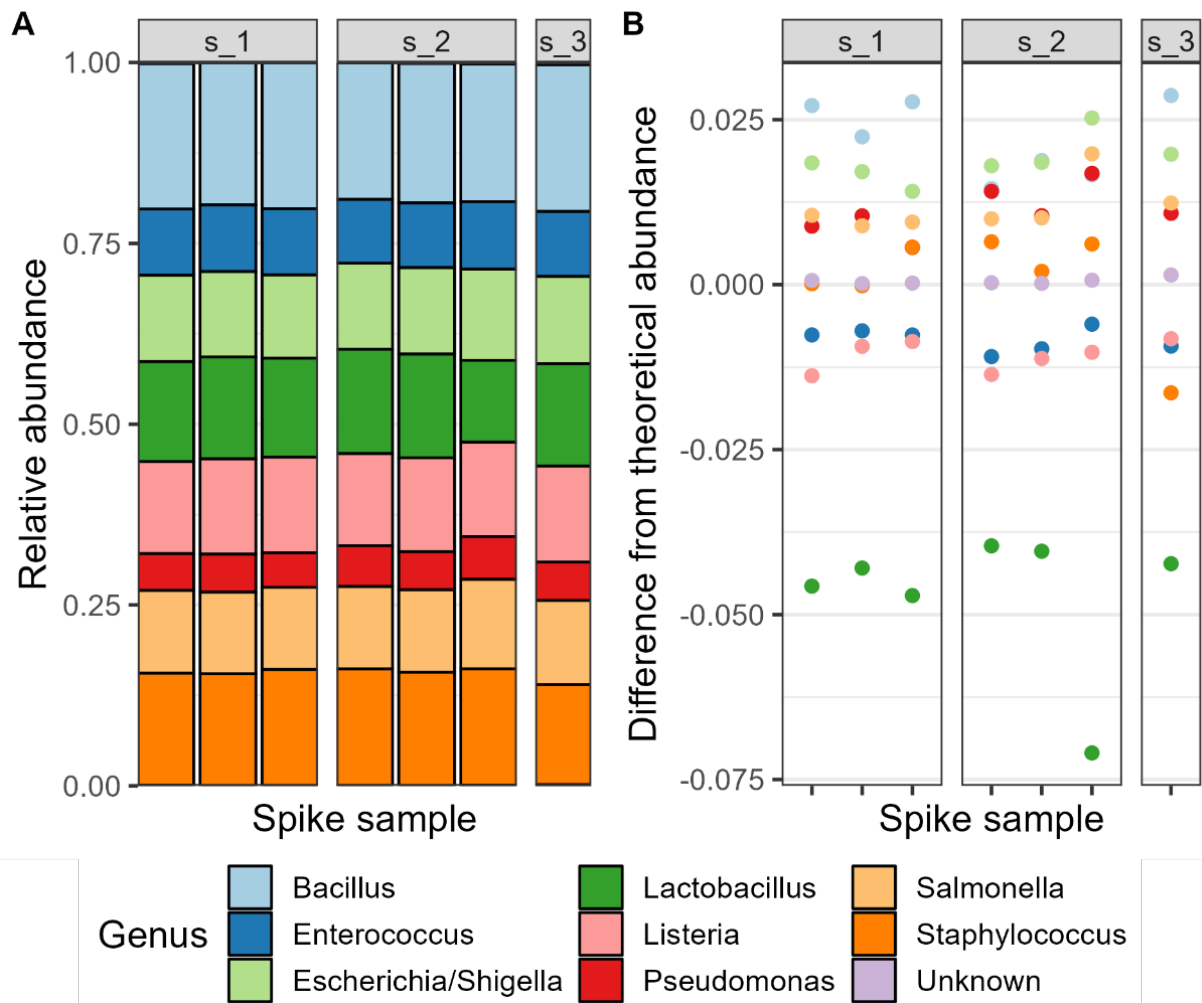 A
s_1
s_2
s_3
1.00
0.75
0.50
0.25
0.00
Relative abundance
Spike sample
B
s_1
s_2
s_3
0.025
0.000
-0.025
-0.050
-0.075
Difference from theoretical abundance
Spike sample
Genus
Bacillus
Enterococcus
Escherichia/Shigella
Lactobacillus
Listeria
Pseudomonas
Salmonella
Staphylococcus
Unknown